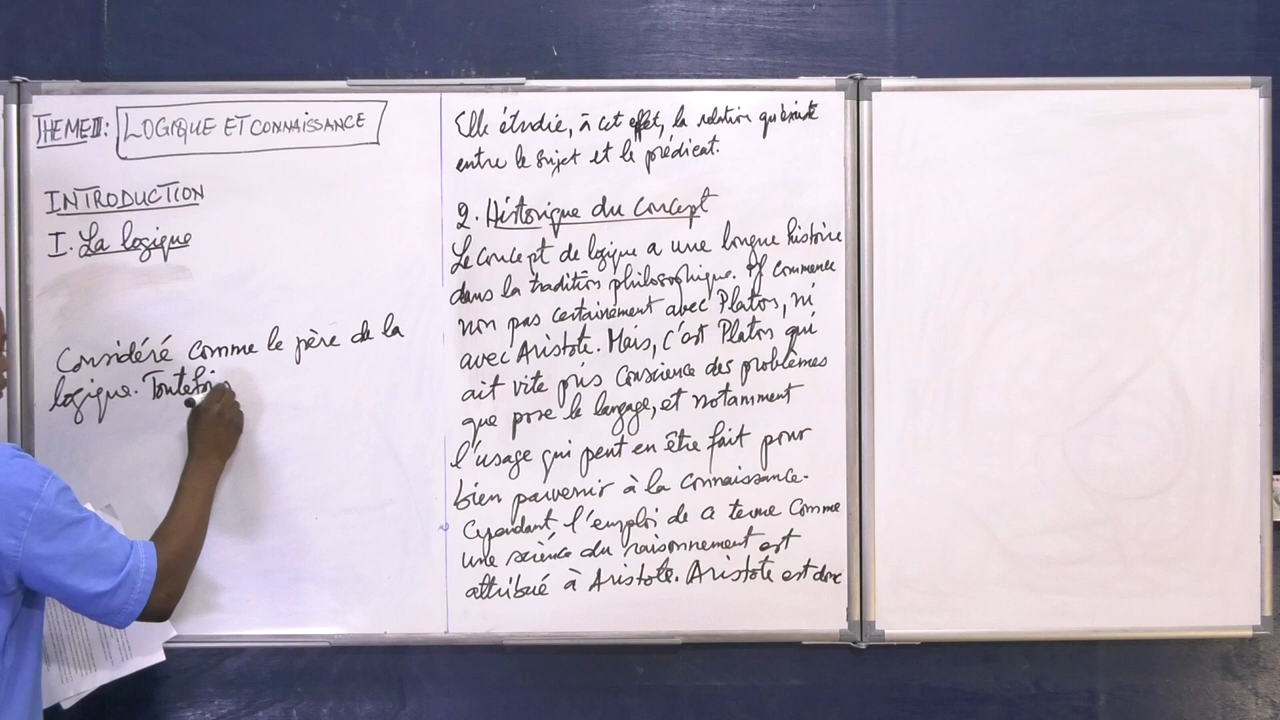 THEME II: LOGIQUE ET CONNAISSANCE
INTRODUCTION
I. La logique
Considéré comme le père de la
logique. Toutefois
Elle étudie, à cet effet, la relation qui existe
entre le sujet et le prédicat.
2. Historique du concept
Le concept de logique a une longue histoire
dans la tradition philosophique. Il commence
non pas certainement avec Platon, ni
avec Aristote. Mais, c'est Platon qui
ait vite pris conscience des problèmes
que pose le langage, et notamment
l'usage qui peut en être fait pour
bien parvenir à la connaissance.
Cependant l'emploi de ce terme comme
une science du raisonnement est
attribué à Aristote. Aristote est donc